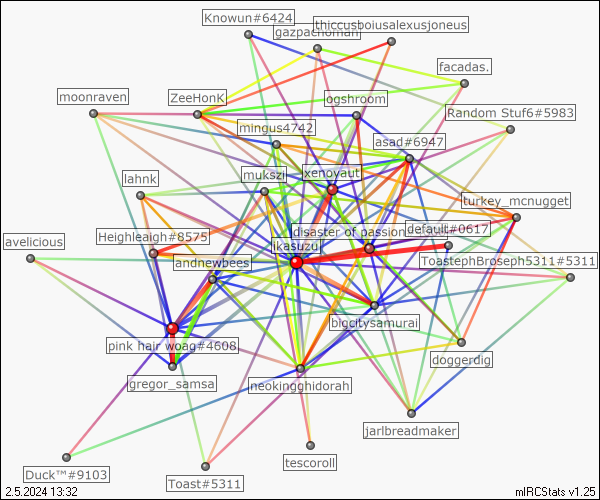 Knowun#6424
thiccusboiusalexusjoneus
gazpachoman
facadas.
moonraven
ZeeHonK
ogshroom
Random Stuf6#5983
mingus4742
asad#6947
mukszi
xenoyaut
lahnk
turkey_mcnugget
Heighleaigh#8575
disaster of passion
default#0617
avelicious
ikasuzu
andnewbees
ToastephBroseph5311#5311
bigcitysamurai
pink hair woag#4608
doggerdig
gregor_samsa
neokingghidorah
jarlbreadmaker
tescoroll
Duck™#9103
Toast#5311
2.5.2024 13:32
mIRCStats v1.25